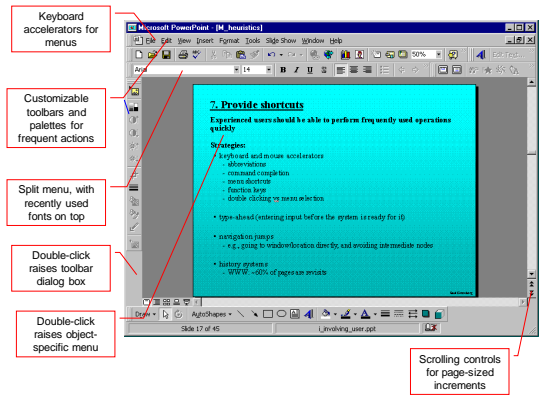 Keyboard
accelerators for
menus
Microsoft PowerPoint - [M_heuristics]
File Edit View Insert Format Tools Slide Show Window Help
50%
Edit Text...
Arial
14
B I U S
Customizable
toolbars and
palettes for
frequent actions
Split menu, with
recently used
fonts on top
Double-click
raises toolbar
dialog box
Double-click
raises object-
specific menu
7. Provide shortcuts
Experienced users should be able to perform frequently used operations
quickly
Strategies:
• keyboard and mouse accelerators
- abbreviations
- command completion
- menu shortcuts
- function keys
- double clicking vs menu selection
• type-ahead (entering input before the system is ready for it)
• navigation jumps
- e.g., going to window/location directly, and avoiding intermediate nodes
• history systems
- WWW: ~60% of pages are revisits
Saul Greenberg
Draw AutoShapes
Slide 17 of 45
i_involving_user.ppt
Scrolling controls
for page-sized
increments